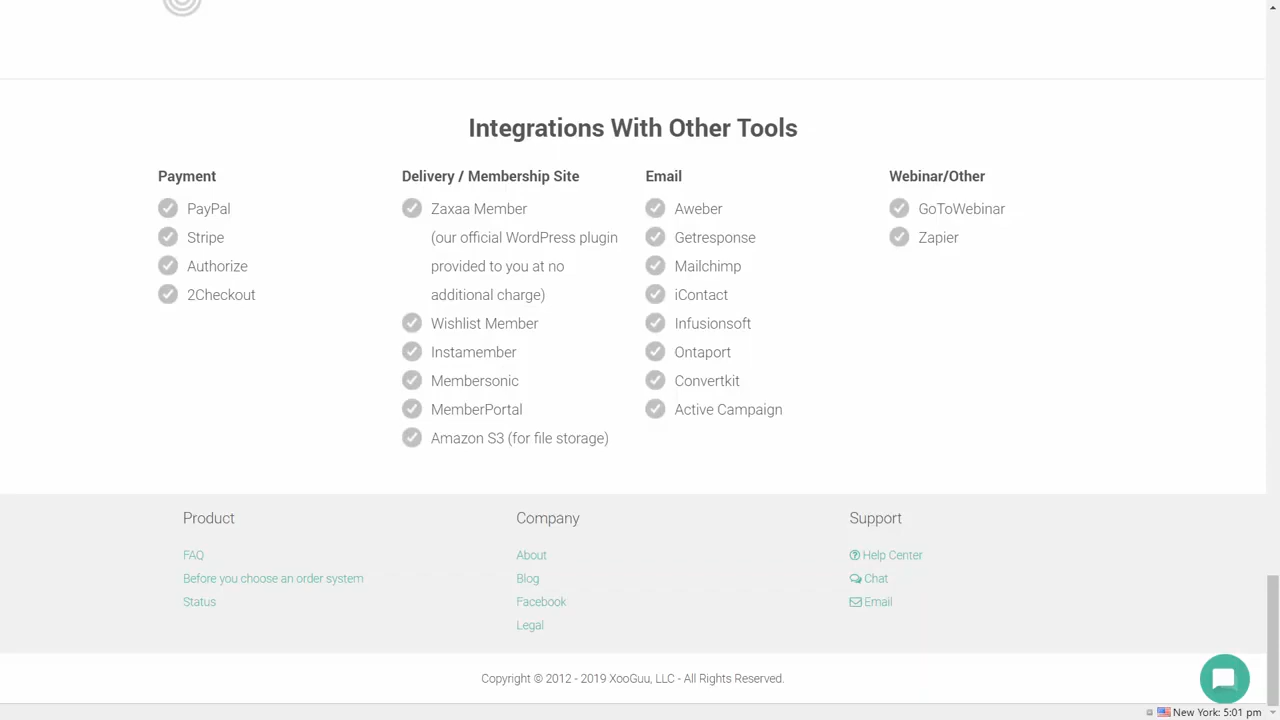 Integrations With Other Tools
Payment
PayPal
Stripe
Authorize
2Checkout
Delivery / Membership Site
Zaxaa Member
(our official WordPress plugin
provided to you at no
additional charge)
Wishlist Member
Instamember
Membersonic
MemberPortal
Amazon S3 (for file storage)
Email
Aweber
Getresponse
Mailchimp
iContact
Infusionsoft
Ontaport
Convertkit
Active Campaign
Webinar/Other
GoToWebinar
Zapier
Product
FAQ
Before you choose an order system
Status
Company
About
Blog
Facebook
Legal
Support
Help Center
Chat
Email
Copyright © 2012 - 2019 XooGuu, LLC - All Rights Reserved.
New York: 5:01 pm